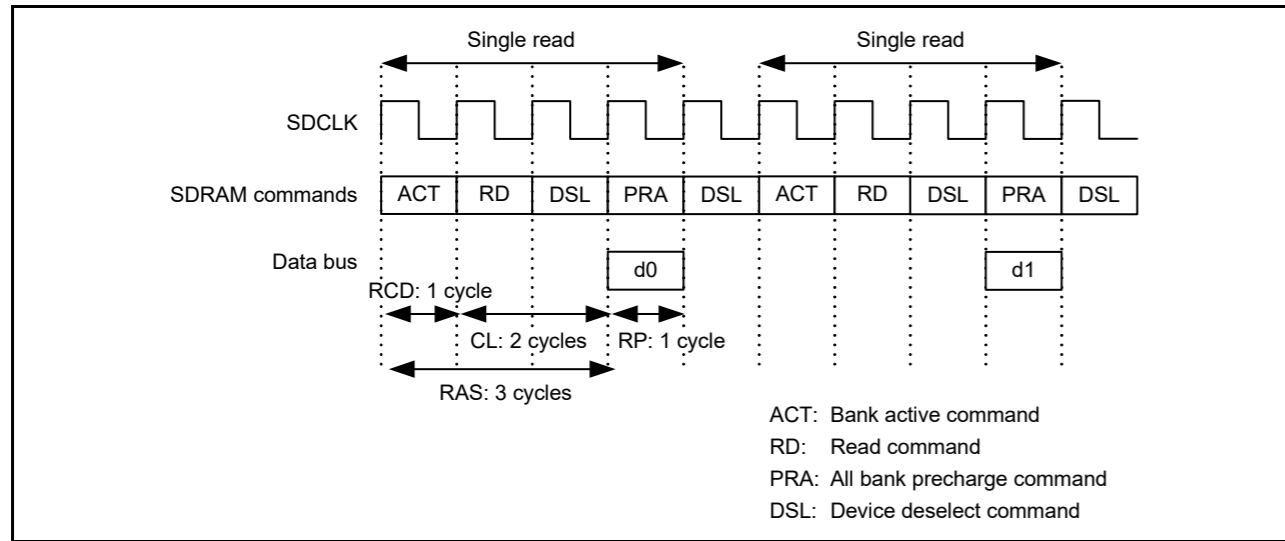 Single read Single read
SDCLK
SDRAM commands ACT RD DSL PRA DSL ACT RD DSL PRA DSL
Data bus d0 d1
RCD: 1 cycle
CL: 2 cycles RP: 1 cycle
RAS: 3 cycles
ACT: Bank active command
RD: Read command
PRA: All bank precharge command
DSL: Device deselect command